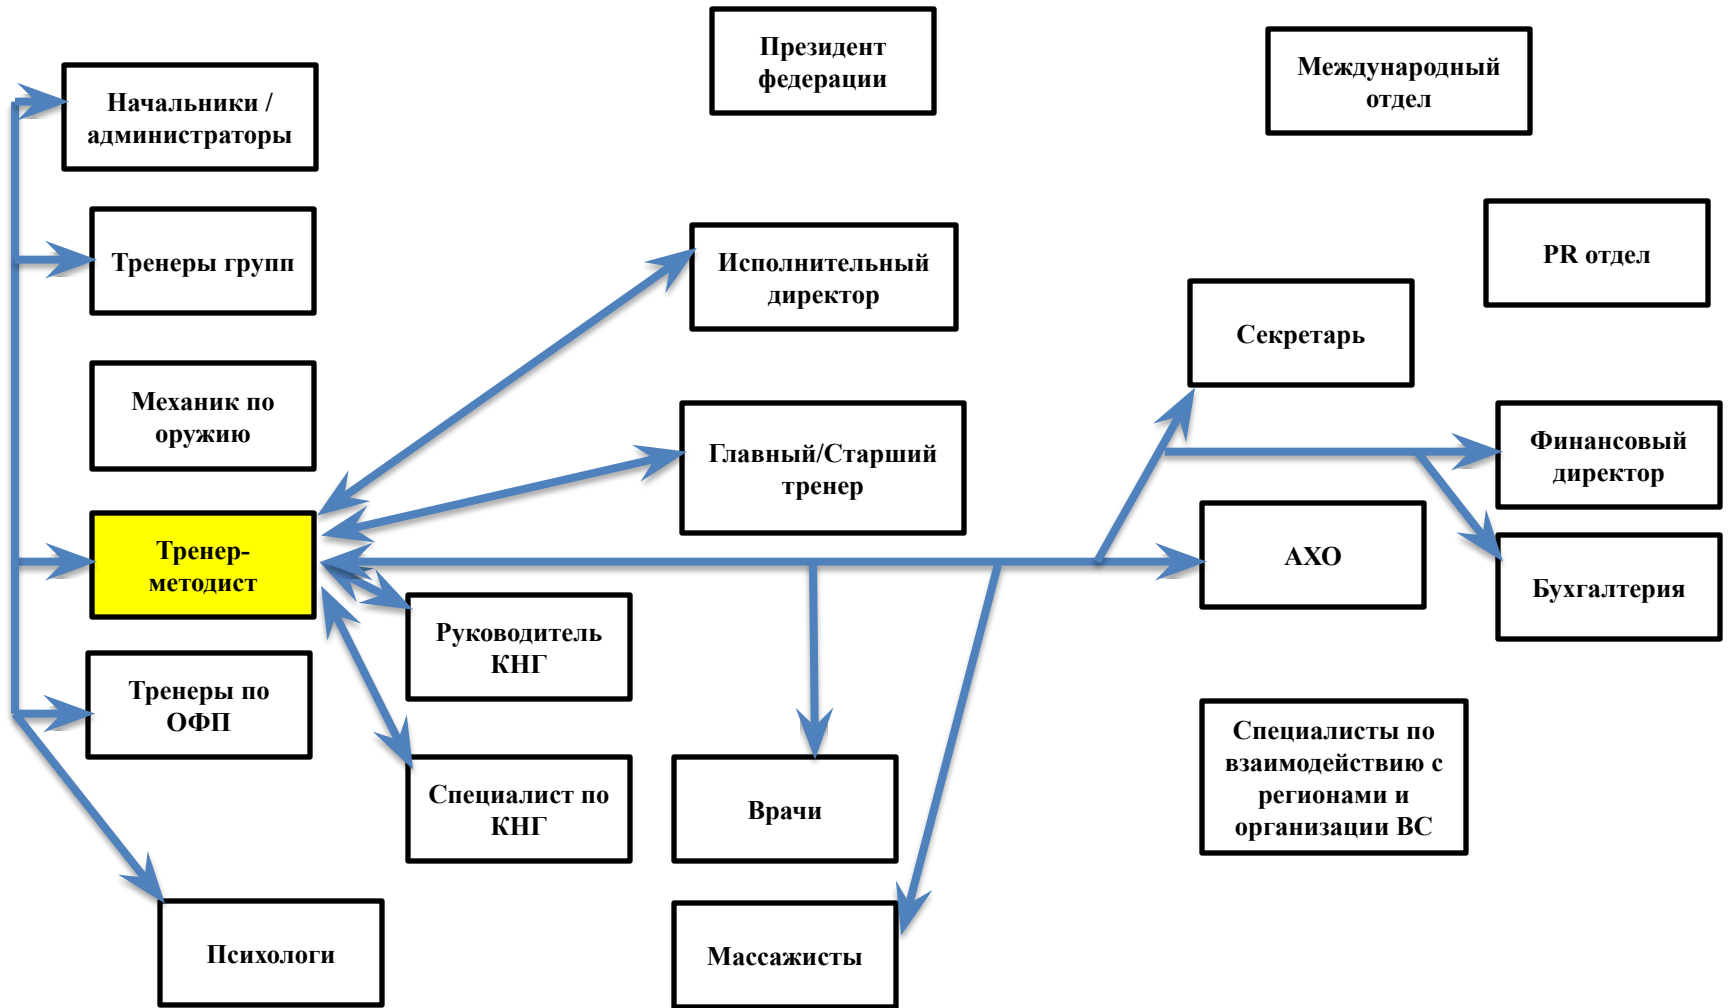 Президент
федерации
Международный
отдел
Начальники /
администраторы
Тренеры групп
Исполнительный
директор
PR отдел
Секретарь
Механик по
оружию
Главный/Старший
тренер
Финансовый
директор
Тренер-
методист
АХО
Бухгалтерия
Руководитель
КНГ
Тренеры по
ОФП
Специалист по
КНГ
Врачи
Специалисты по
взаимодействию с
регионами и
организации ВС
Психологи
Массажисты